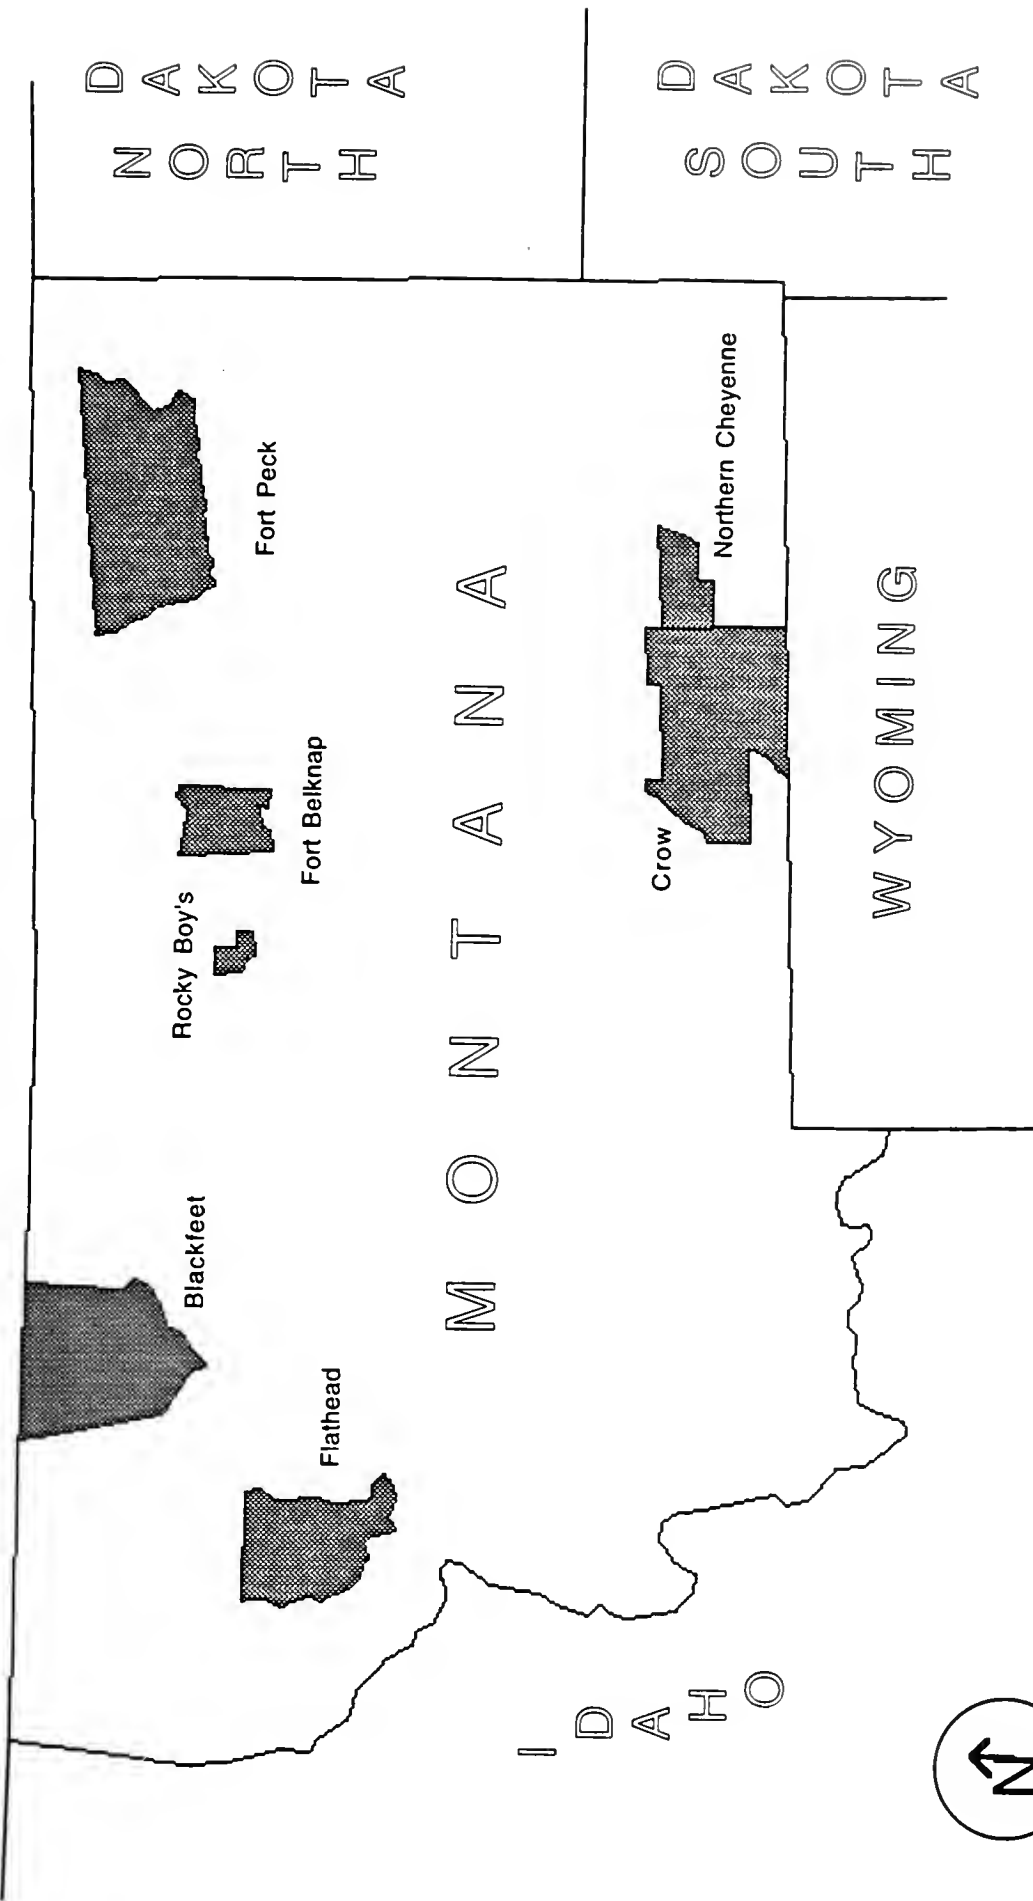 NORTH
DAKOTA
Rocky Boy's
Blackfeet
Fort Peck
Fort Belknap
Flathead
MONTANA
IDAHO
Crow
Northern Cheyenne
SOUTH
DAKOTA
WYOMING
N